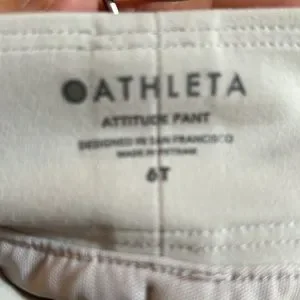 ATHLETA
ATTITUDE PANT
DESIGNED IN SAN FRANCISCO
MADE IN VIETNAM
6T